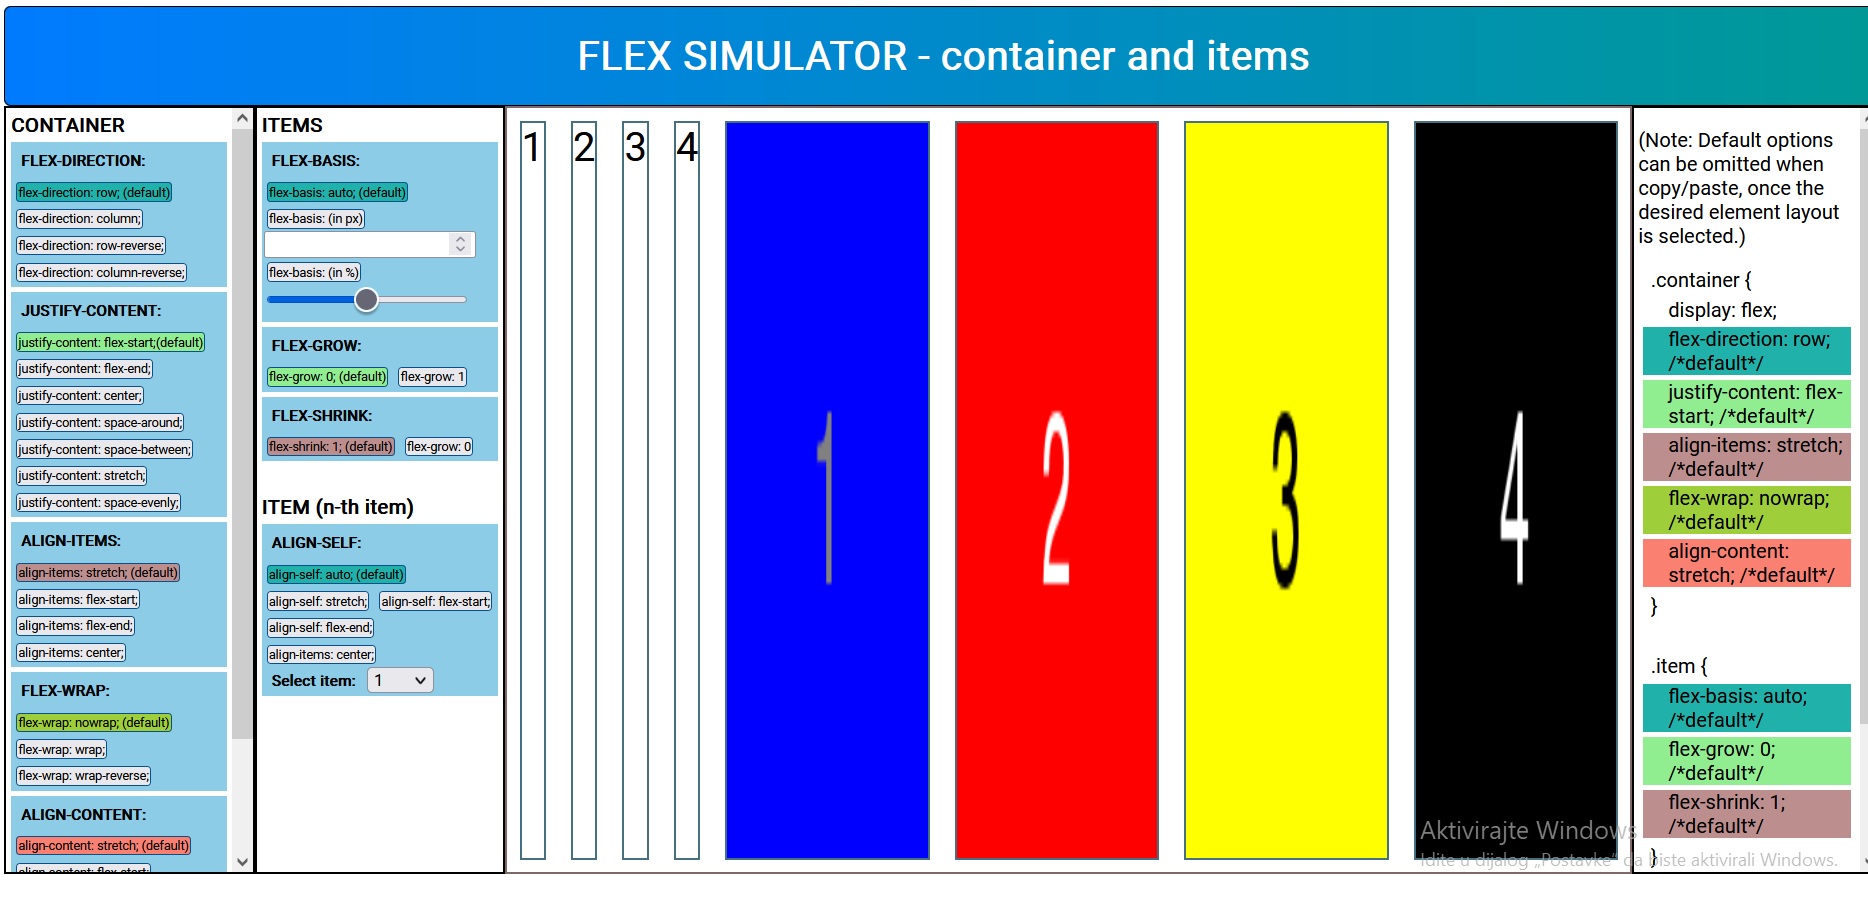 FLEX SIMULATOR - container and items
CONTAINER
FLEX-DIRECTION:
flex-direction: row; (default)
flex-direction: column;
flex-direction: row-reverse;
flex-direction: column-reverse;
JUSTIFY-CONTENT:
justify-content: flex-start;(default)
justify-content: flex-end;
justify-content: center;
justify-content: space-around;
justify-content: space-between;
justify-content: stretch;
justify-content: space-evenly;
ALIGN-ITEMS:
align-items: stretch; (default)
align-items: flex-start;
align-items: flex-end;
align-items: center;
FLEX-WRAP:
flex-wrap: nowrap; (default)
flex-wrap: wrap;
flex-wrap: wrap-reverse;
ALIGN-CONTENT:
align-content: stretch; (default)
align-content: flex-start;
ITEMS
FLEX-BASIS:
flex-basis: auto; (default)
flex-basis: (in px)
flex-basis: (in %)
FLEX-GROW:
flex-grow: 0; (default) flex-grow: 1
FLEX-SHRINK:
flex-shrink: 1; (default) flex-grow: 0
ITEM (n-th item)
ALIGN-SELF:
align-self: auto; (default)
align-self: stretch; align-self: flex-start;
align-self: flex-end;
align-items: center;
Select item: 1
1 2 3 4
1 2 3 4
(Note: Default options
can be omitted when
copy/paste, once the
desired element layout
is selected.)
.container {
display: flex;
flex-direction: row;
/*default*/
justify-content: flex-
start; /*default*/
align-items: stretch;
/*default*/
flex-wrap: nowrap;
/*default*/
align-content:
stretch; /*default*/
}
.item {
flex-basis: auto;
/*default*/
flex-grow: 0;
/*default*/
flex-shrink: 1;
/*default*/
}
Aktivirajte Windows
Idite u dijalog „Postavke“ da biste aktivirali Windows.